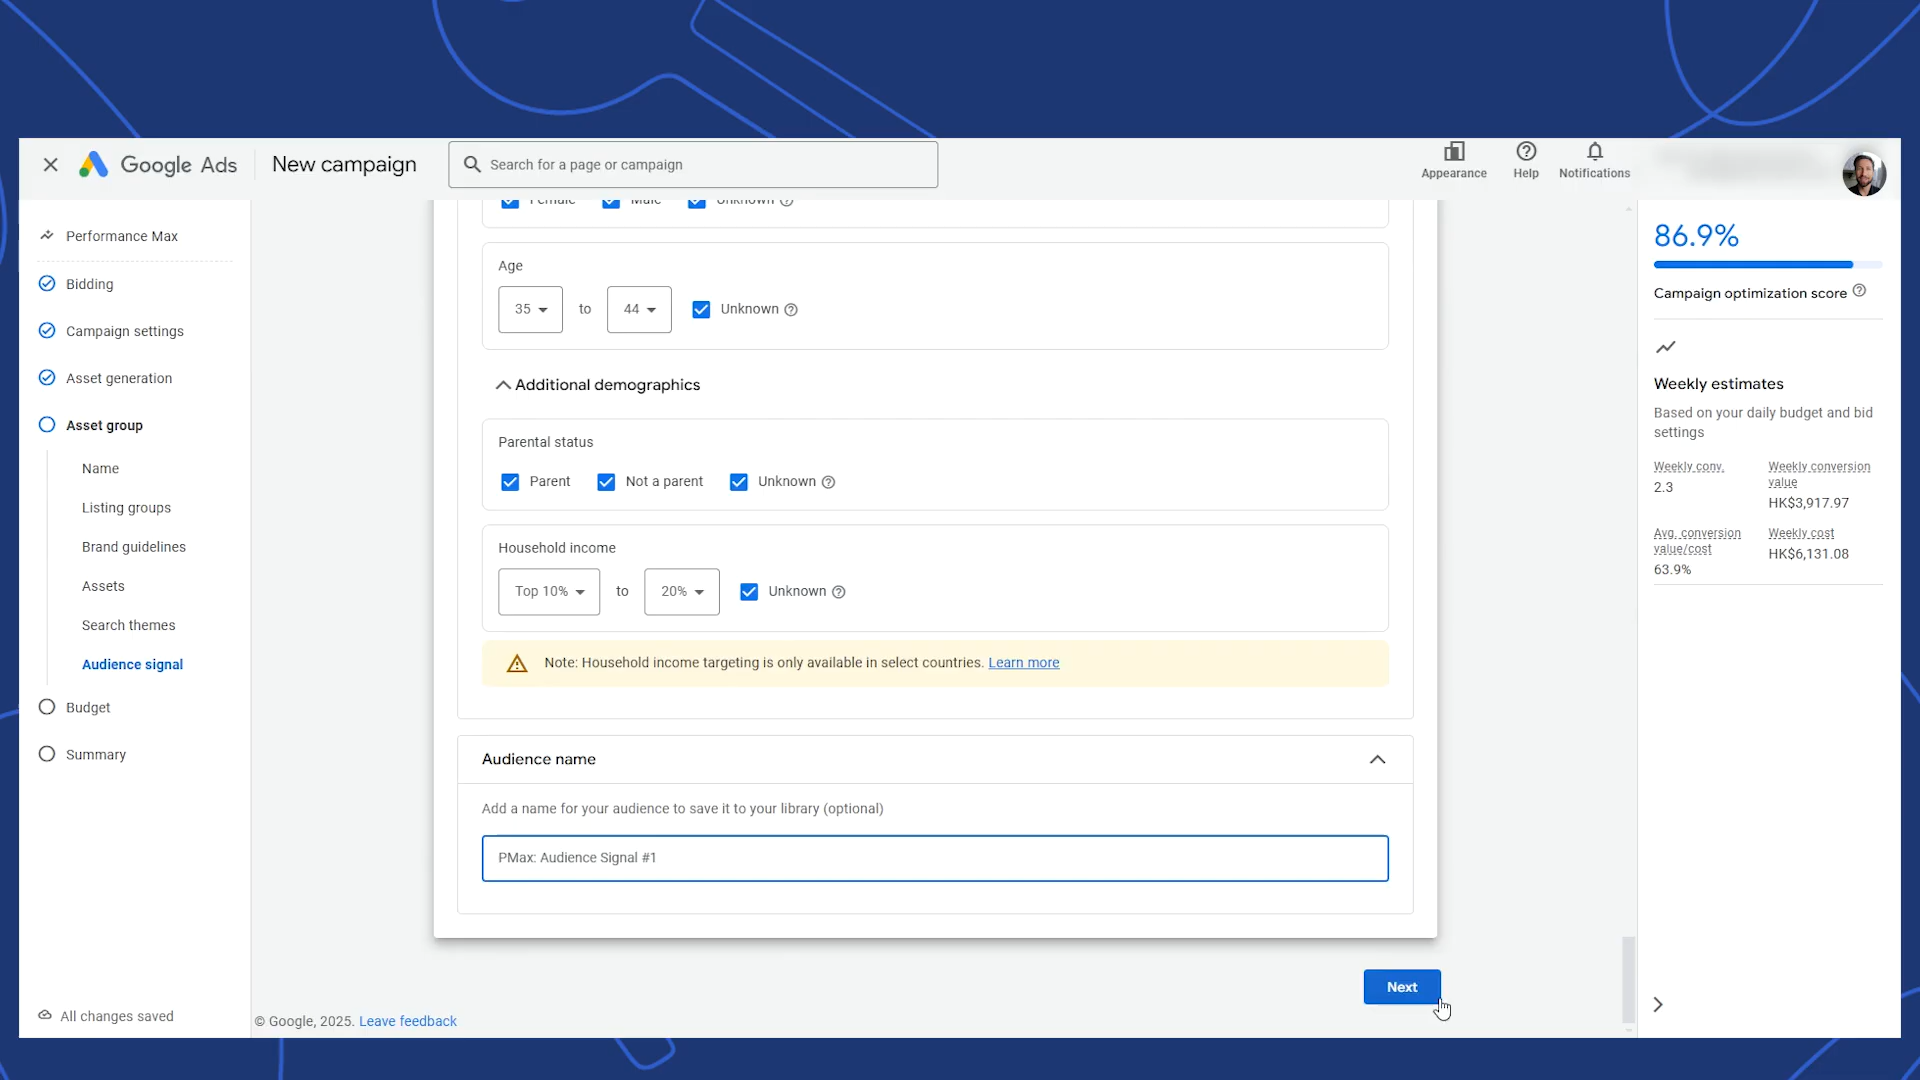 Google Ads
New campaign
Search for a page or campaign
Appearance
Help
Notifications
Performance Max
Bidding
Campaign settings
Asset generation
Asset group
Name
Listing groups
Brand guidelines
Assets
Search themes
Audience signal
Budget
Summary
All changes saved
Female Male Unknown
Age
35 to 44 Unknown
Additional demographics
Parental status
Parent Not a parent Unknown
Household income
Top 10% to 20% Unknown
Note: Household income targeting is only available in select countries. Learn more
Audience name
Add a name for your audience to save it to your library (optional)
PMax: Audience Signal #1
Next
© Google, 2025. Leave feedback
86.9%
Campaign optimization score
Weekly estimates
Based on your daily budget and bid
settings
Weekly conv.
2.3
Weekly conversion
value
HK$3,917.97
Avg. conversion
value/cost
63.9%
Weekly cost
HK$6,131.08